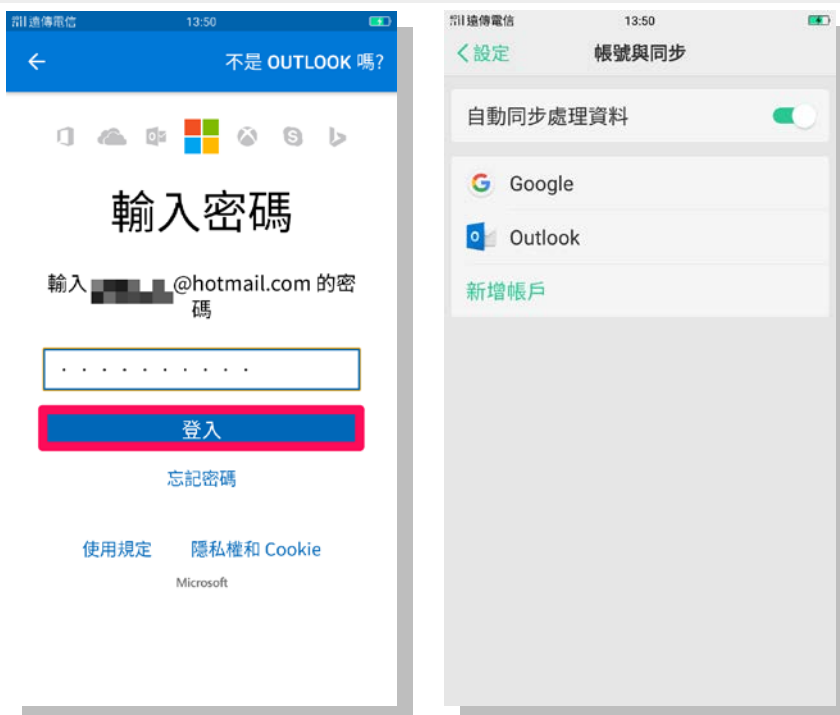 遠傳電信 13:50
不是 OUTLOOK 嗎?
輸入密碼
輸入 @hotmail.com 的密
碼
· · · · · · · · · ·
登入
忘記密碼
使用規定 隱私權和 Cookie
Microsoft
遠傳電信 13:50
設定 帳號與同步
自動同步處理資料
Google
Outlook
新增帳戶